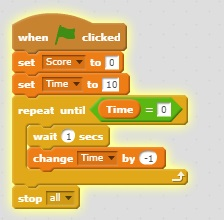 when clicked
set Score to 0
set Time to 10
repeat until Time = 0
wait 1 secs
change Time by -1
stop all